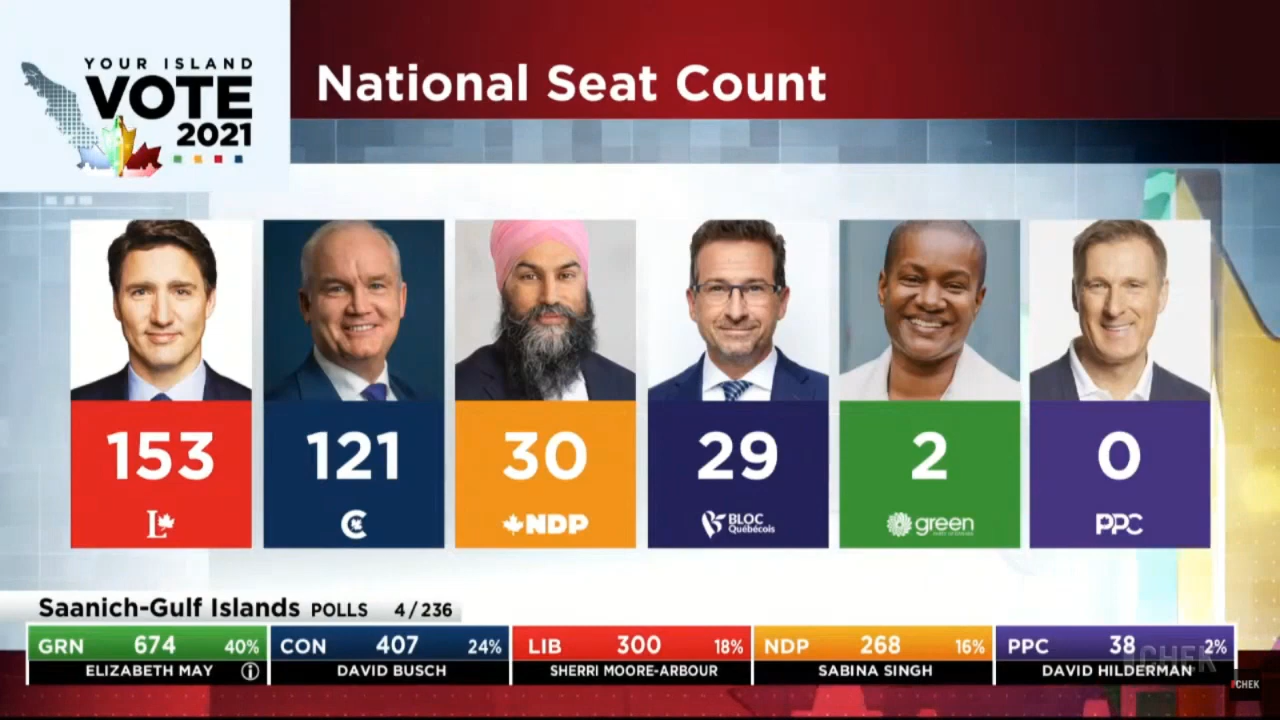 YOUR ISLAND
VOTE
2021
National Seat Count
153
121
30
29
2
0
L
C
NDP
BLOC
Québécois
green
PPC
Saanich-Gulf Islands POLLS 4/236
GRN 674 40%
ELIZABETH MAY
CON 407 24%
DAVID BUSCH
LIB 300 18%
SHERRI MOORE-ARBOUR
NDP 268 16%
SABINA SINGH
PPC 38 2%
DAVID HILDERMAN
CHEK
CHEK